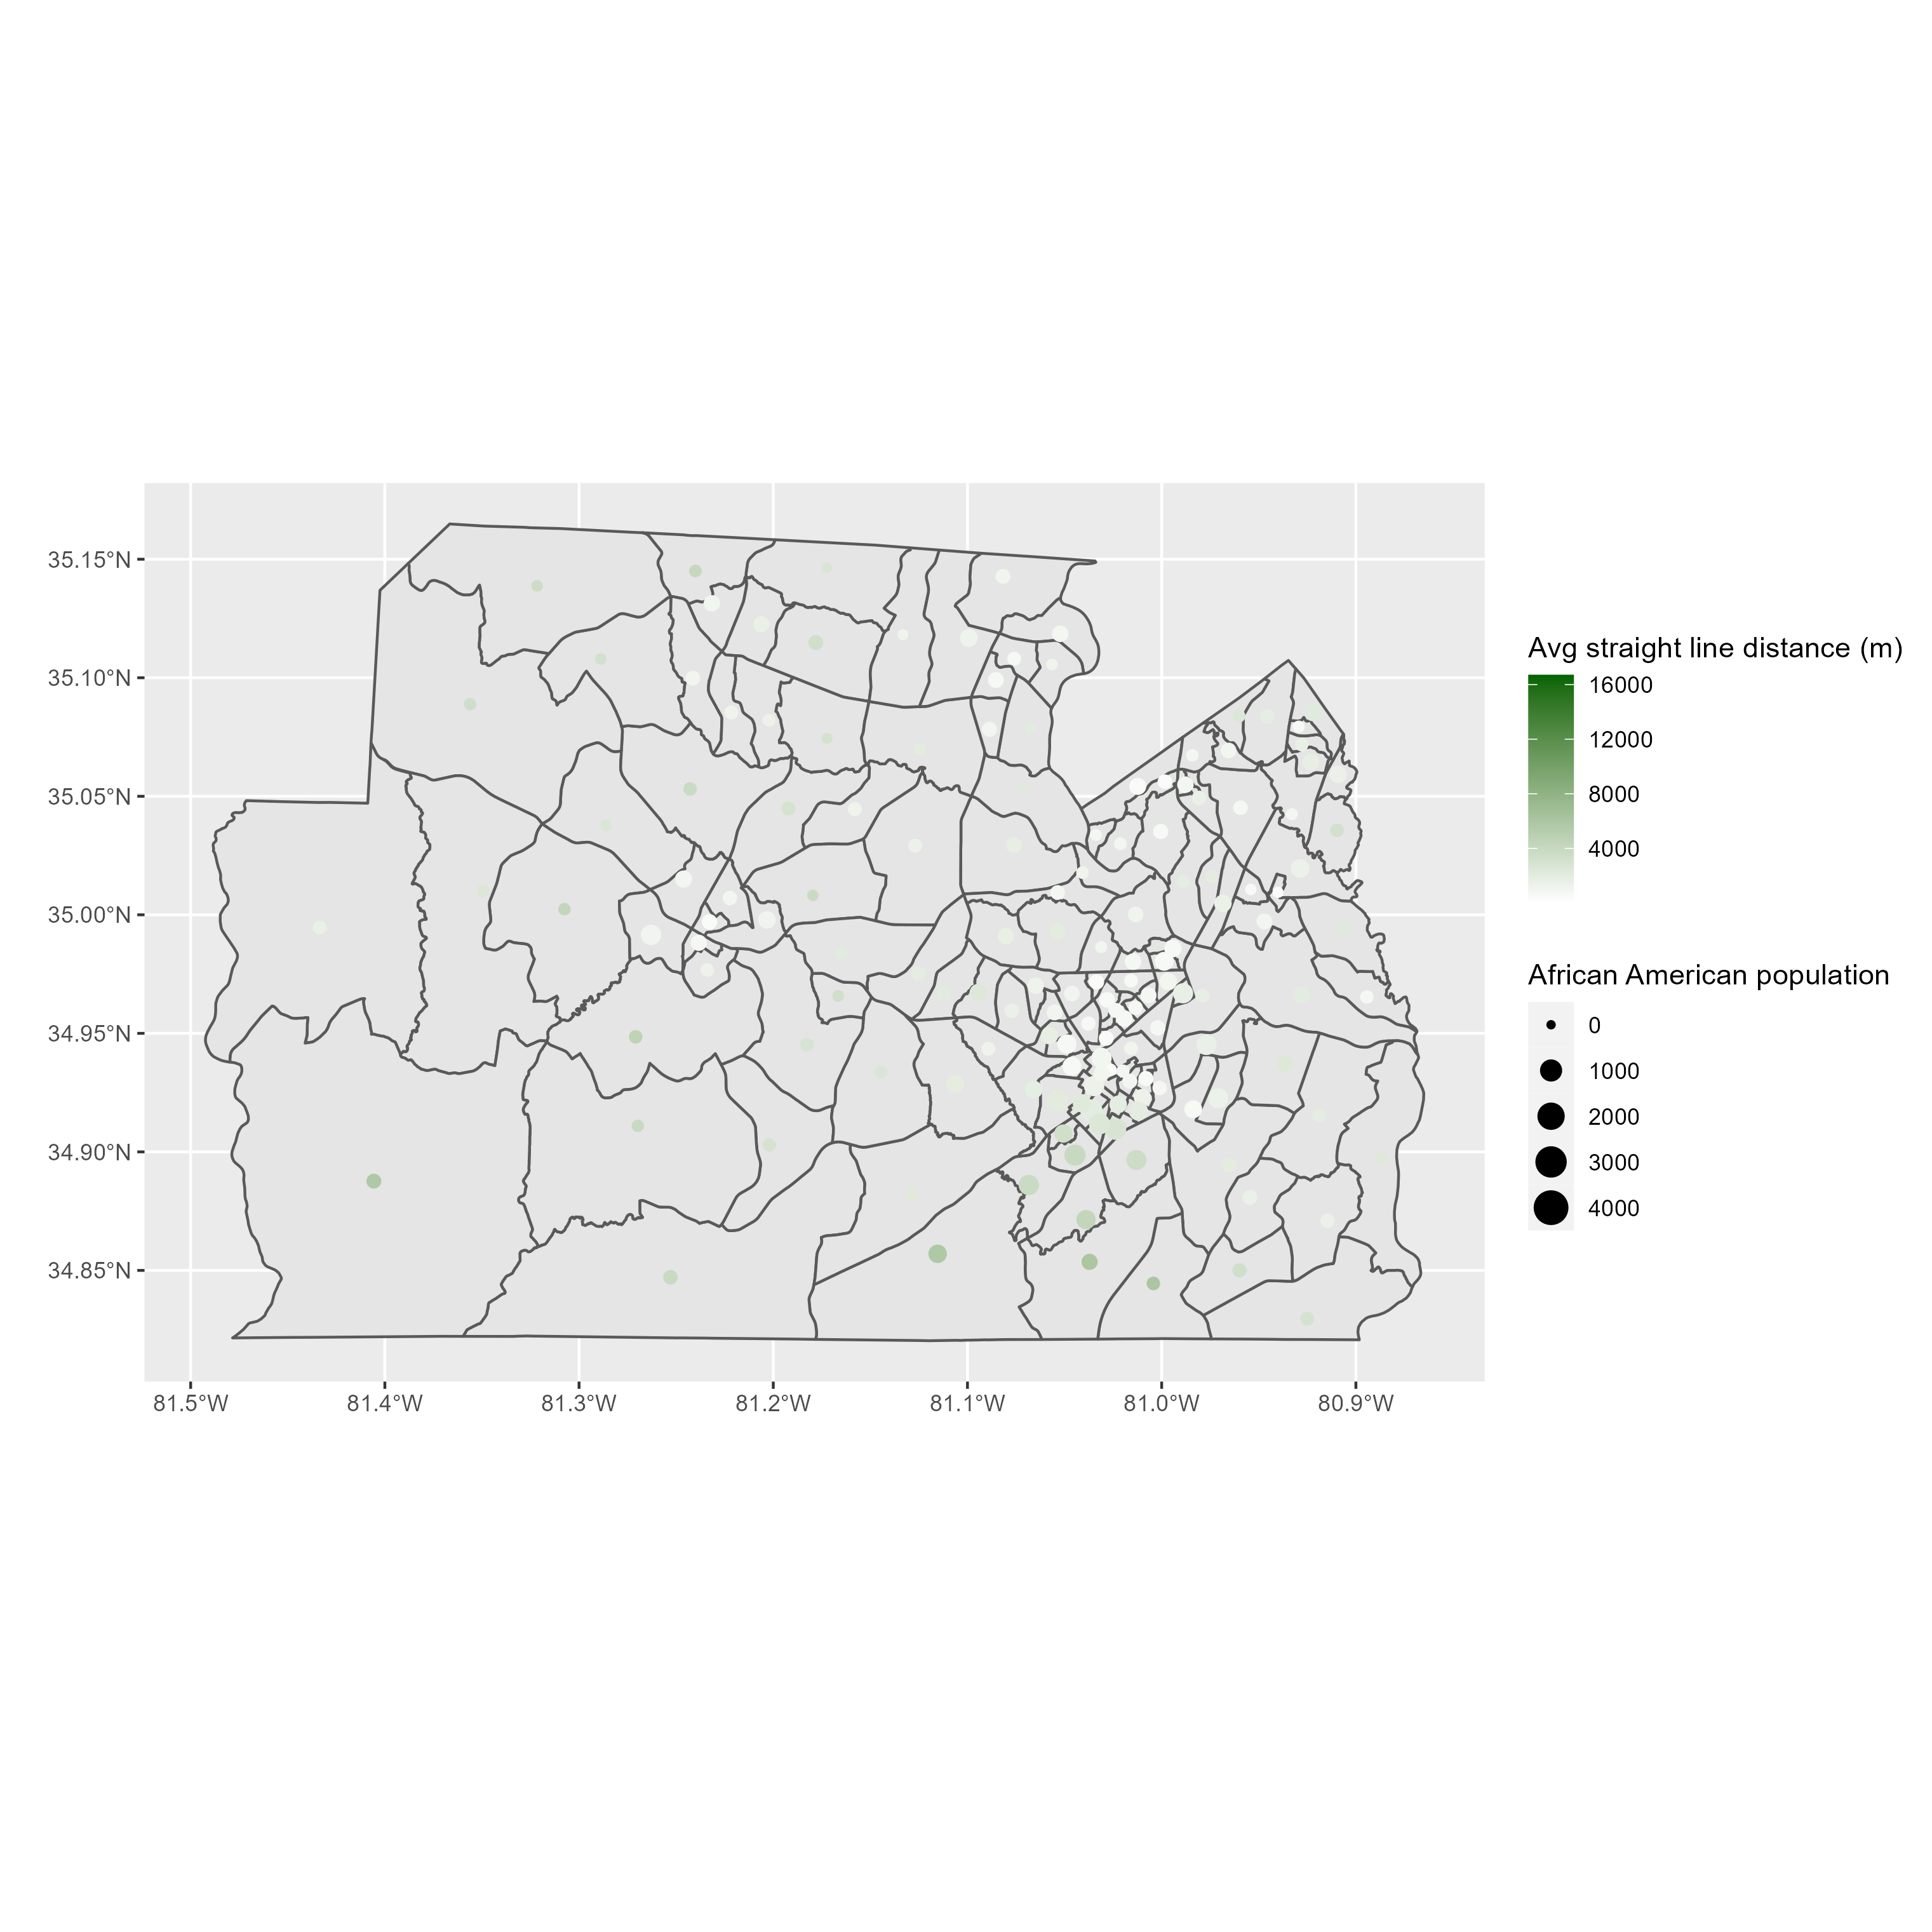 35.15°N
35.10°N
35.05°N
35.00°N
34.95°N
34.90°N
34.85°N
81.5°W
81.4°W
81.3°W
81.2°W
81.1°W
81.0°W
80.9°W
Avg straight line distance (m)
16000
12000
8000
4000
African American population
0
1000
2000
3000
4000